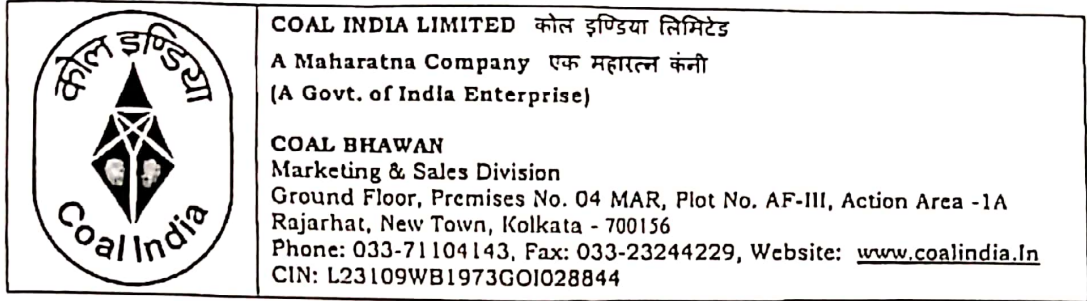 कोल इण्डिया
Coal India
COAL INDIA LIMITED कोल इण्डिया लिमिटेड
A Maharatna Company एक महारत्न कंनी
(A Govt. of India Enterprise)
COAL BHAWAN
Marketing & Sales Division
Ground Floor, Premises No. 04 MAR, Plot No. AF-III, Action Area -1A
Rajarhat, New Town, Kolkata - 700156
Phone: 033-71104143, Fax: 033-23244229, Website: www.coalindia.In
CIN: L23109WB1973GOI028844